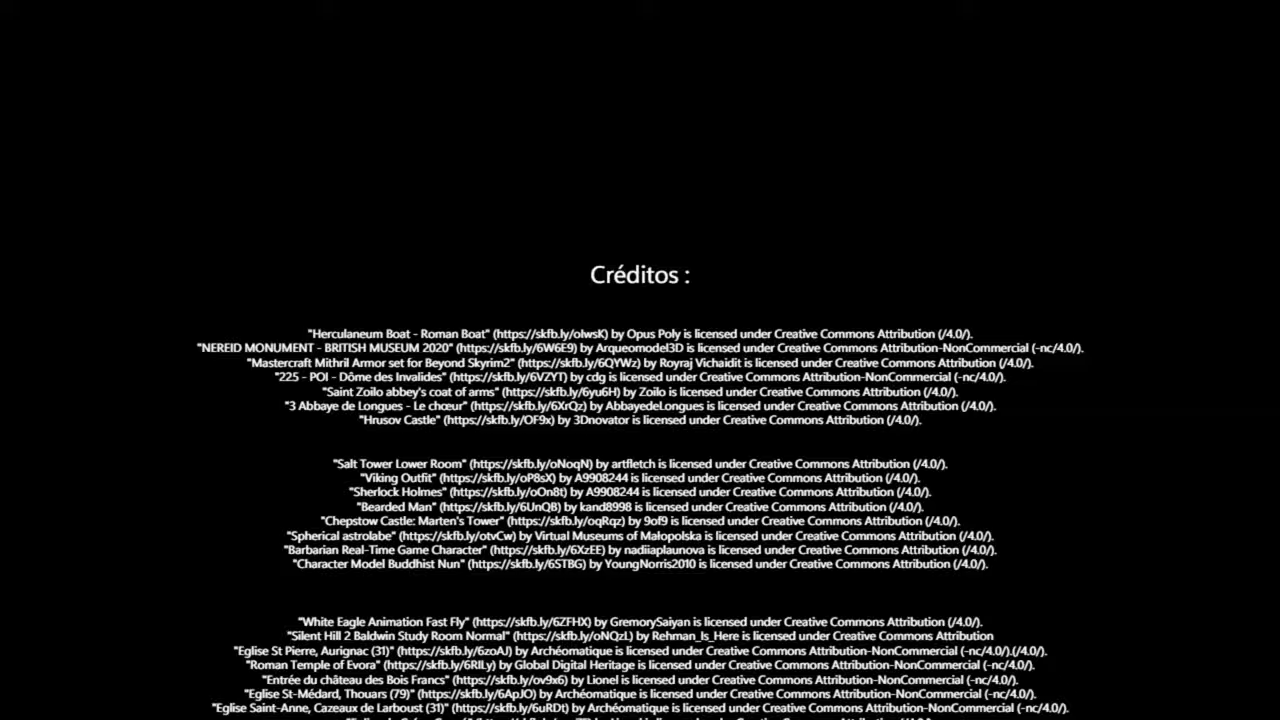 Créditos :
"Herculaneum Boat - Roman Boat" (https://skfb.ly/olwsK) by Opus Poly is licensed under Creative Commons Attribution (/4.0/).
"NEREID MONUMENT - BRITISH MUSEUM 2020" (https://skfb.ly/6W6E9) by Arqueomodel3D is licensed under Creative Commons Attribution-NonCommercial (-nc/4.0/).
"Mastercraft Mithril Armor set for Beyond Skyrim2" (https://skfb.ly/6QYWz) by Royraj Vichaidit is licensed under Creative Commons Attribution (/4.0/).
"225 - POI - Dôme des Invalides" (https://skfb.ly/6VZYT) by cdg is licensed under Creative Commons Attribution-NonCommercial (-nc/4.0/).
"Saint Zoilo abbey's coat of arms" (https://skfb.ly/6yu6H) by Zoilo is licensed under Creative Commons Attribution (/4.0/).
"3 Abbaye de Longues - Le chœur" (https://skfb.ly/6XrQz) by AbbayedeLongues is licensed under Creative Commons Attribution (/4.0/).
"Hrusov Castle" (https://skfb.ly/OF9x) by 3Dnovator is licensed under Creative Commons Attribution (/4.0/).
"Salt Tower Lower Room" (https://skfb.ly/oNoqN) by artfletch is licensed under Creative Commons Attribution (/4.0/).
"Viking Outfit" (https://skfb.ly/oP8sX) by A9908244 is licensed under Creative Commons Attribution (/4.0/).
"Sherlock Holmes" (https://skfb.ly/oOn8t) by A9908244 is licensed under Creative Commons Attribution (/4.0/).
"Bearded Man" (https://skfb.ly/6UnQB) by kand8998 is licensed under Creative Commons Attribution (/4.0/).
"Chepstow Castle: Marten's Tower" (https://skfb.ly/oqRqz) by 9of9 is licensed under Creative Commons Attribution (/4.0/).
"Spherical astrolabe" (https://skfb.ly/otvCw) by Virtual Museums of Małopolska is licensed under Creative Commons Attribution (/4.0/).
"Barbarian Real-Time Game Character" (https://skfb.ly/6XzEE) by nadiiaplaunova is licensed under Creative Commons Attribution (/4.0/).
"Character Model Buddhist Nun" (https://skfb.ly/6STBG) by YoungNorris2010 is licensed under Creative Commons Attribution (/4.0/).
"White Eagle Animation Fast Fly" (https://skfb.ly/6ZFHX) by GremorySaiyan is licensed under Creative Commons Attribution (/4.0/).
"Silent Hill 2 Baldwin Study Room Normal" (https://skfb.ly/oNQzL) by Rehman_Is_Here is licensed under Creative Commons Attribution
"Eglise St Pierre, Aurignac (31)" (https://skfb.ly/6zoAJ) by Archéomatique is licensed under Creative Commons Attribution-NonCommercial (-nc/4.0/).(/4.0/).
"Roman Temple of Evora" (https://skfb.ly/6RILy) by Global Digital Heritage is licensed under Creative Commons Attribution-NonCommercial (-nc/4.0/).
"Entrée du château des Bois Francs" (https://skfb.ly/ov9x6) by Lionel is licensed under Creative Commons Attribution-NonCommercial (-nc/4.0/).
"Eglise St-Médard, Thouars (79)" (https://skfb.ly/6ApJO) by Archéomatique is licensed under Creative Commons Attribution-NonCommercial (-nc/4.0/).
"Eglise Saint-Anne, Cazeaux de Larboust (31)" (https://skfb.ly/6uRDt) by Archéomatique is licensed under Creative Commons Attribution-NonCommercial (-nc/4.0/).